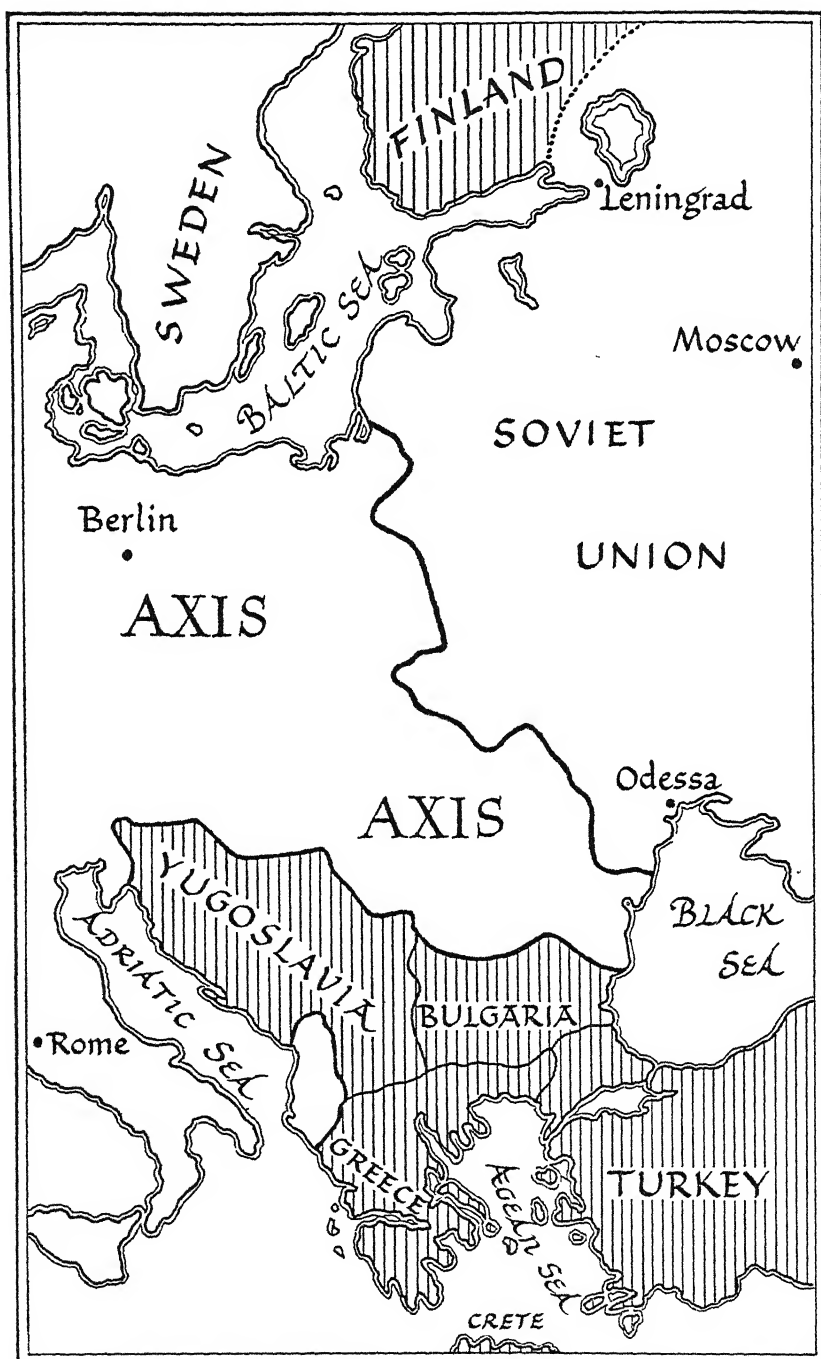 FINLAND
SWEDEN
Leningrad
BALTIC SEA
Moscow
SOVIET
UNION
Berlin
AXIS
AXIS
Odessa
YUGOSLAVIA
ADRIATIC SEA
BLACK
SEA
BULGARIA
Rome
GREECE
ÆGEAN SEA
TURKEY
CRETE